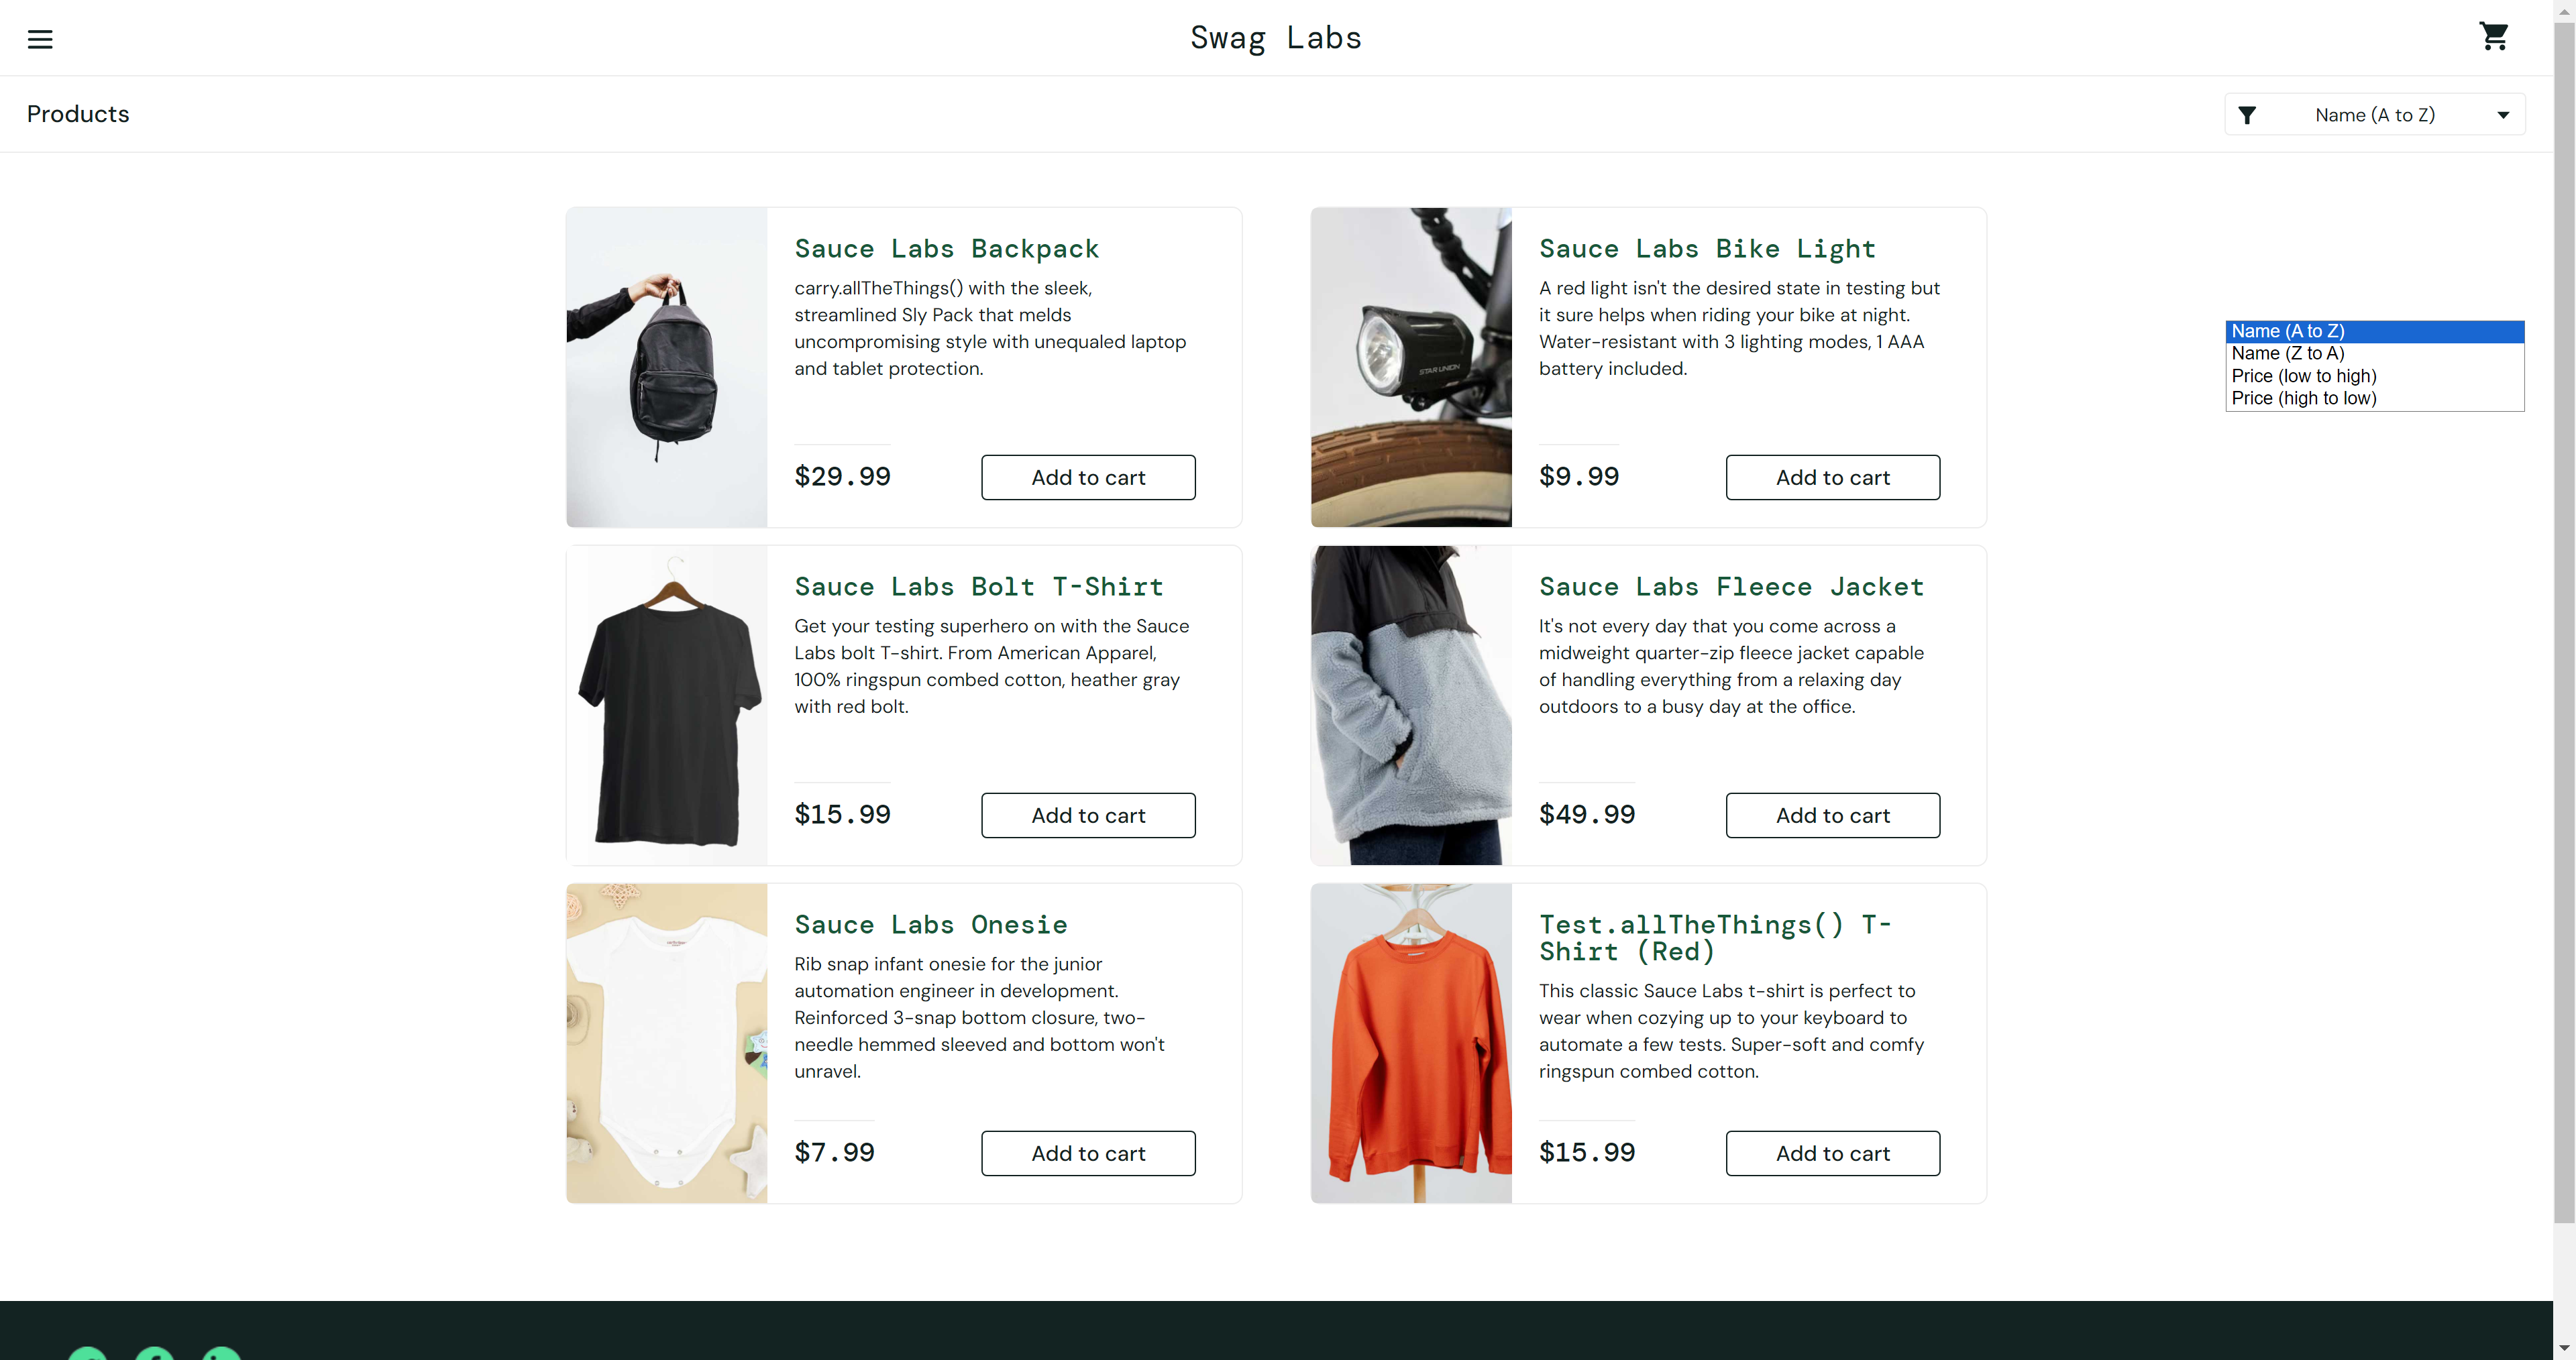 Swag Labs
Products
Name (A to Z)
Sauce Labs Backpack
carry.allTheThings() with the sleek,
streamlined Sly Pack that melds
uncompromising style with unequaled laptop
and tablet protection.
$29.99
Add to cart
Sauce Labs Bike Light
A red light isn't the desired state in testing but
it sure helps when riding your bike at night.
Water-resistant with 3 lighting modes, 1 AAA
battery included.
$9.99
Add to cart
STAR UNION
Name (A to Z)
Name (Z to A)
Price (low to high)
Price (high to low)
Sauce Labs Bolt T-Shirt
Get your testing superhero on with the Sauce
Labs bolt T-shirt. From American Apparel,
100% ringspun combed cotton, heather gray
with red bolt.
$15.99
Add to cart
Sauce Labs Fleece Jacket
It's not every day that you come across a
midweight quarter-zip fleece jacket capable
of handling everything from a relaxing day
outdoors to a busy day at the office.
$49.99
Add to cart
Sauce Labs Onesie
Rib snap infant onesie for the junior
automation engineer in development.
Reinforced 3-snap bottom closure, two-
needle hemmed sleeved and bottom won't
unravel.
$7.99
Add to cart
Test.allTheThings() T-
Shirt (Red)
This classic Sauce Labs t-shirt is perfect to
wear when cozying up to your keyboard to
automate a few tests. Super-soft and comfy
ringspun combed cotton.
$15.99
Add to cart